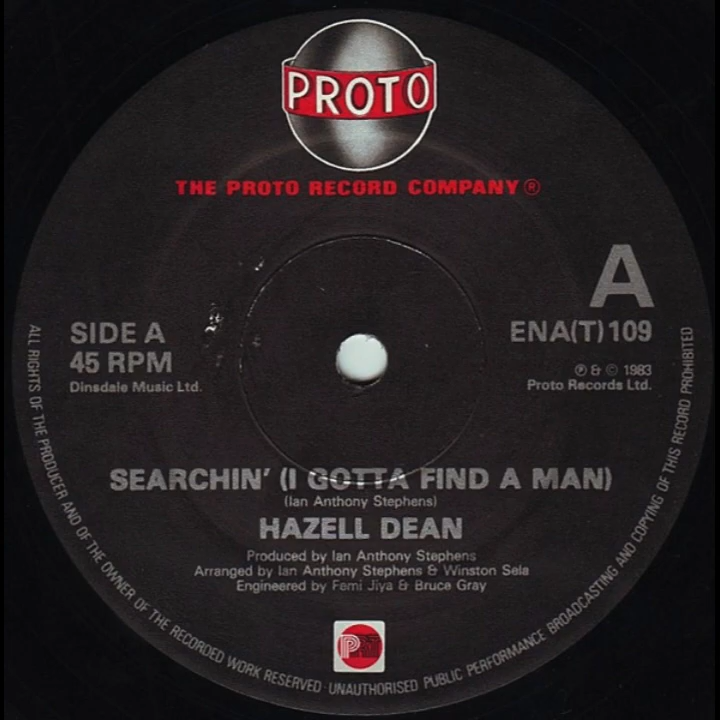 PROTO
THE PROTO RECORD COMPANY®
A
SIDE A
45 RPM
Dinsdale Music Ltd.
ENA(T)109
℗ & © 1983
Proto Records Ltd.
SEARCHIN' (I GOTTA FIND A MAN)
(Ian Anthony Stephens)
HAZELL DEAN
Produced by Ian Anthony Stephens
Arranged by Ian Anthony Stephens & Winston Sela
Engineered by Femi Jiya & Bruce Gray
ALL RIGHTS OF THE PRODUCER AND OF THE OWNER OF THE RECORDED WORK RESERVED · UNAUTHORISED PUBLIC PERFORMANCE BROADCASTING AND COPYING OF THIS RECORD PROHIBITED